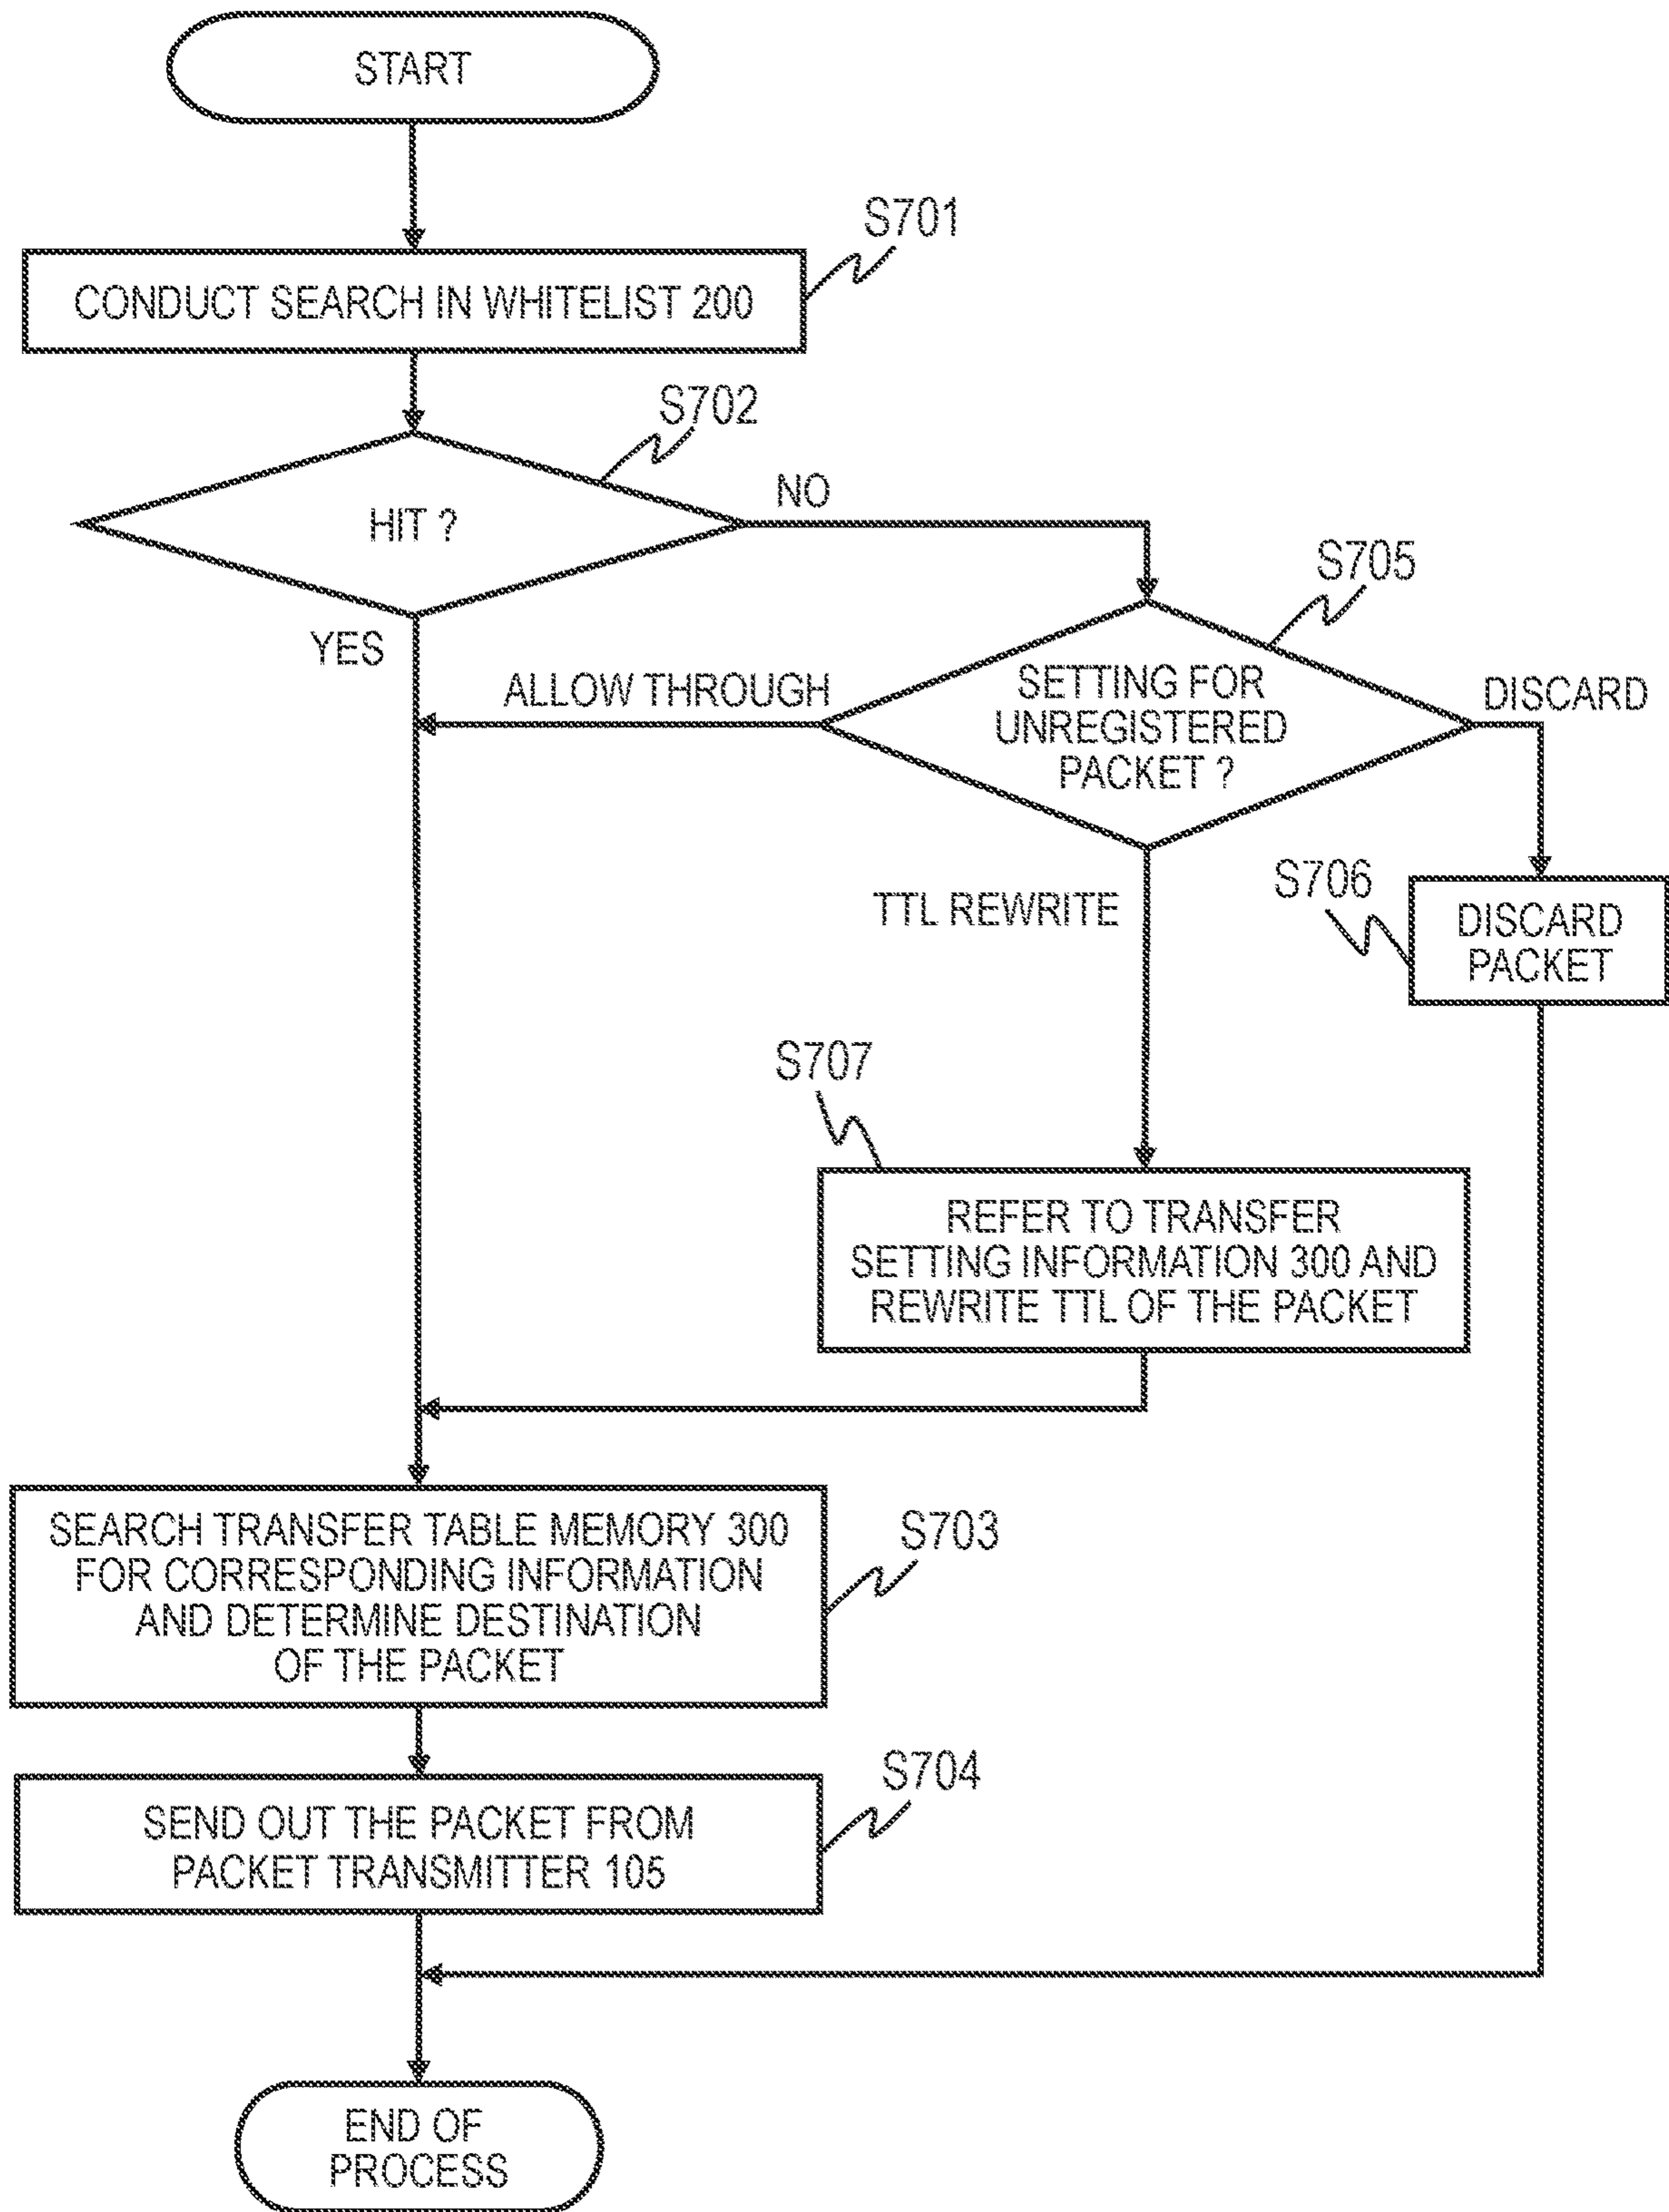 START
S701
CONDUCT SEARCH IN WHITELIST 200
S702
HIT ?
NO
YES
S705
ALLOW THROUGH
SETTING FOR
UNREGISTERED
PACKET ?
DISCARD
TTL REWRITE
S706
DISCARD
PACKET
S707
REFER TO TRANSFER
SETTING INFORMATION 300 AND
REWRITE TTL OF THE PACKET
SEARCH TRANSFER TABLE MEMORY 300
FOR CORRESPONDING INFORMATION
AND DETERMINE DESTINATION
OF THE PACKET
S703
S704
SEND OUT THE PACKET FROM
PACKET TRANSMITTER 105
END OF
PROCESS